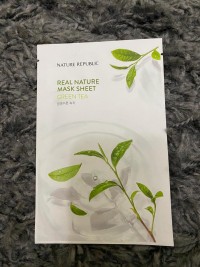 NATURE REPUBLIC
REAL NATURE
MASK SHEET
GREEN TEA